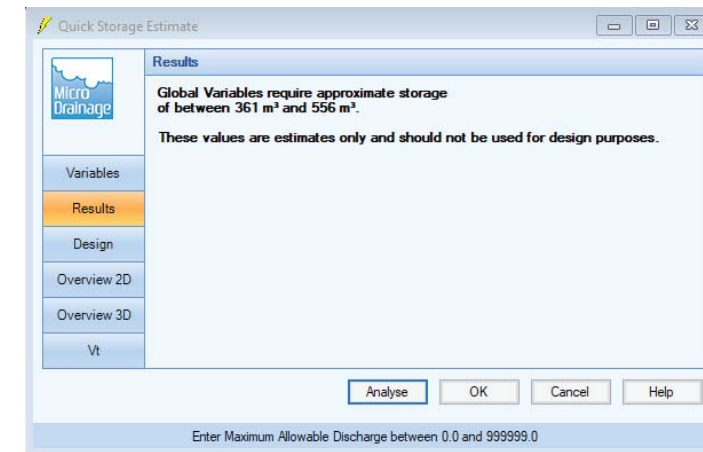 Quick Storage Estimate
Micro
Drainage
Results
Global Variables require approximate storage
of between 361 m³ and 556 m³.
These values are estimates only and should not be used for design purposes.
Variables
Results
Design
Overview 2D
Overview 3D
Vt
Analyse
OK
Cancel
Help
Enter Maximum Allowable Discharge between 0.0 and 999999.0